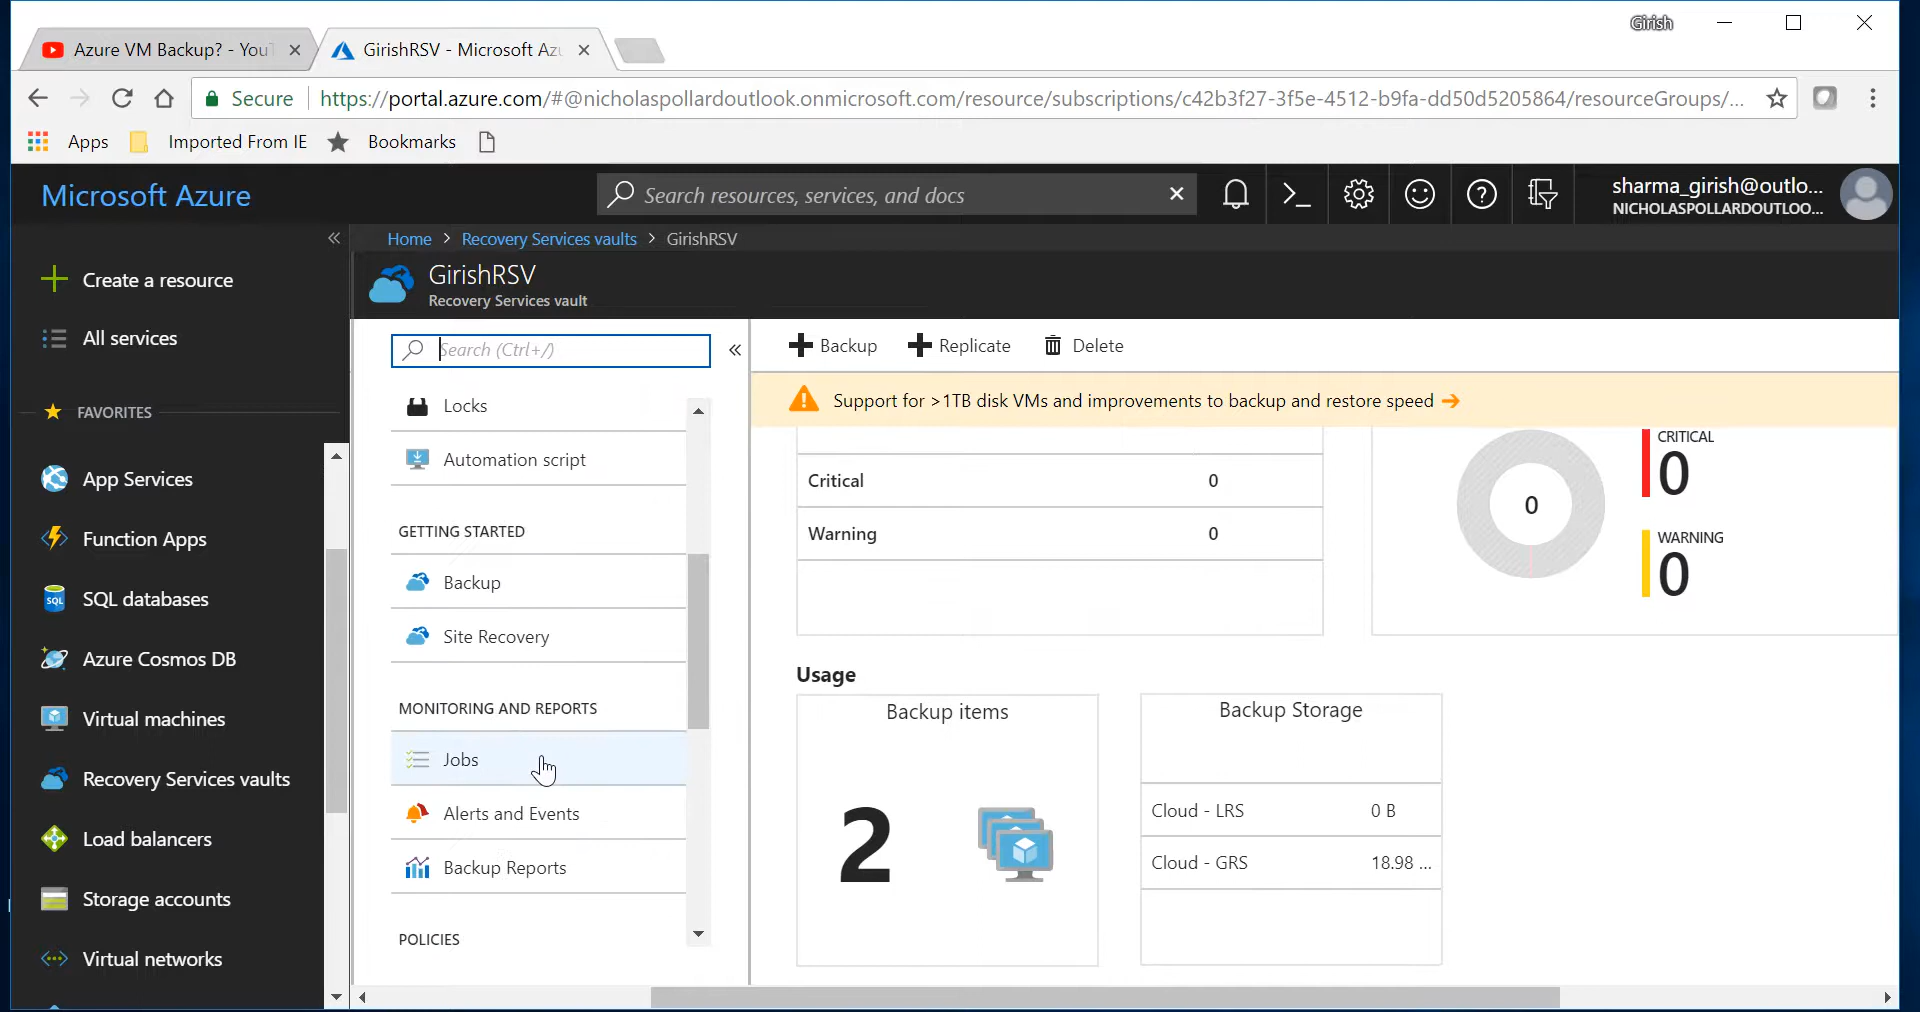 Girish
Azure VM Backup? - YouT
GirishRSV - Microsoft Azu
Secure
https://portal.azure.com/#@nicholaspollardoutlook.onmicrosoft.com/resource/subscriptions/c42b3f27-3f5e-4512-b9fa-dd50d5205864/resourceGroups/...
Apps
Imported From IE
Bookmarks
Microsoft Azure
Search resources, services, and docs
sharma_girish@outlo...
NICHOLASPOLLARDOUTLOO...
Home > Recovery Services vaults > GirishRSV
GirishRSV
Recovery Services vault
Create a resource
All services
FAVORITES
App Services
Function Apps
SQL
SQL databases
Azure Cosmos DB
Virtual machines
Recovery Services vaults
Load balancers
Storage accounts
Virtual networks
Search (Ctrl+/)
Locks
Automation script
GETTING STARTED
Backup
Site Recovery
MONITORING AND REPORTS
Jobs
Alerts and Events
Backup Reports
POLICIES
Backup
Replicate
Delete
Support for >1TB disk VMs and improvements to backup and restore speed
Critical 0
Warning 0
0
CRITICAL
0
WARNING
0
Usage
Backup items
2
Backup Storage
Cloud - LRS 0 B
Cloud - GRS 18.98 ...